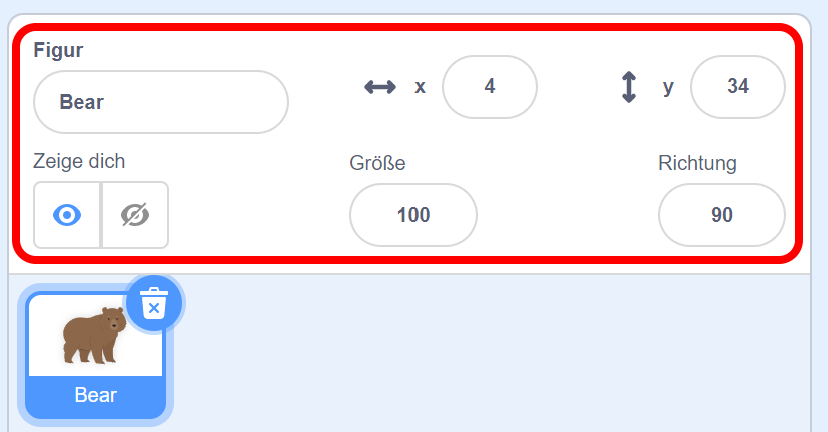 Figur
Bear
x 4
y 34
Zeige dich
Größe
Richtung
100
90
Bear